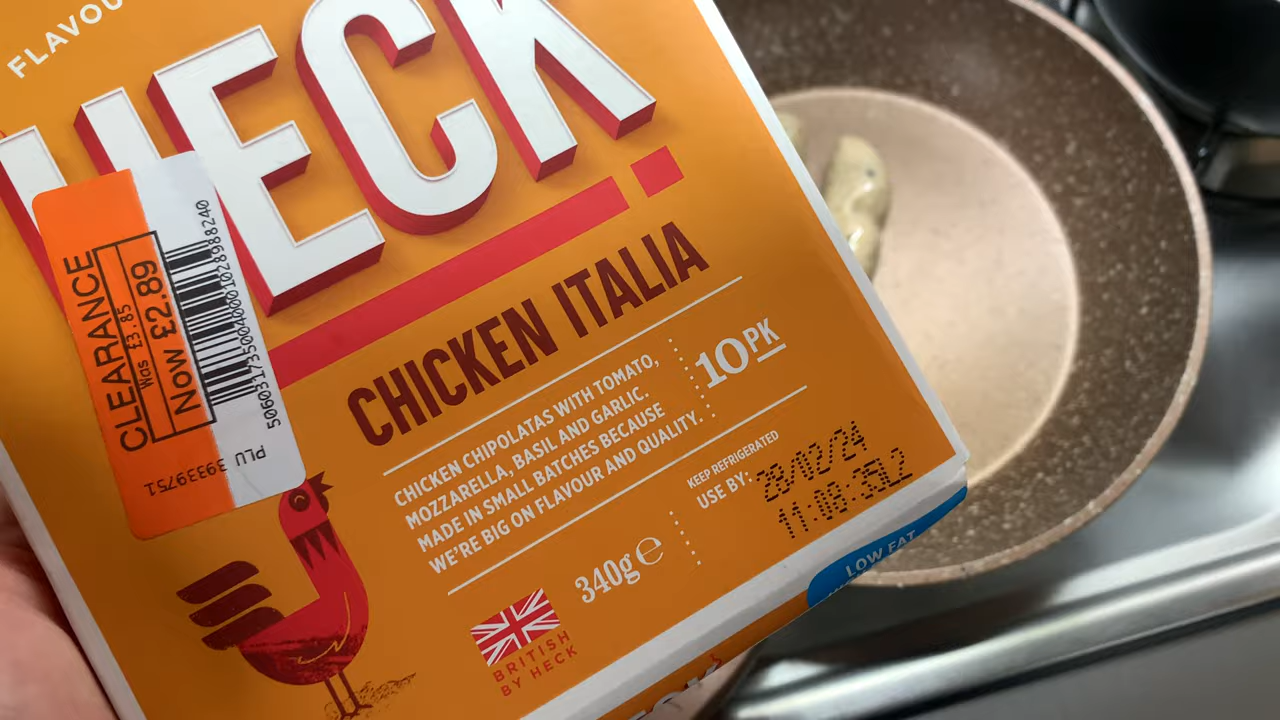 FLAVOU
HECK
CLEARANCE
Was £3.85
Now £2.89
5060317350040001028988240
PLU 39339751
CHICKEN ITALIA
CHICKEN CHIPOLATAS WITH TOMATO,
MOZZARELLA, BASIL AND GARLIC.
MADE IN SMALL BATCHES BECAUSE
WE'RE BIG ON FLAVOUR AND QUALITY.
10PK
KEEP REFRIGERATED
USE BY: 28/02/24
11:08:35L2
340g e
BRITISH
BY HECK
LOW FAT